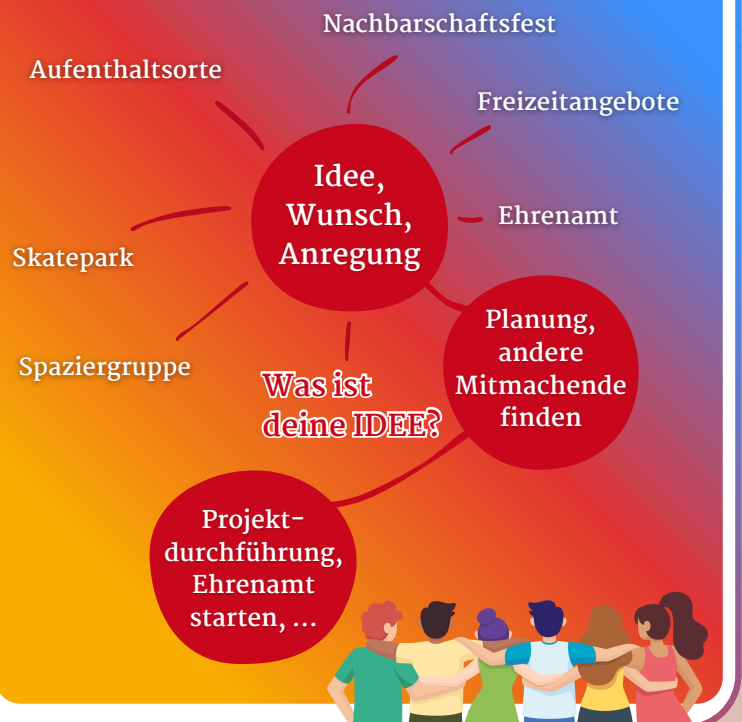 Nachbarschaftsfest
Aufenthaltsorte
Freizeitangebote
Idee,
Wunsch,
Anregung
Ehrenamt
Skatepark
Planung,
andere
Mitmachende
finden
Spaziergruppe
Was ist
deine IDEE?
Projekt-
durchführung,
Ehrenamt
starten, ...